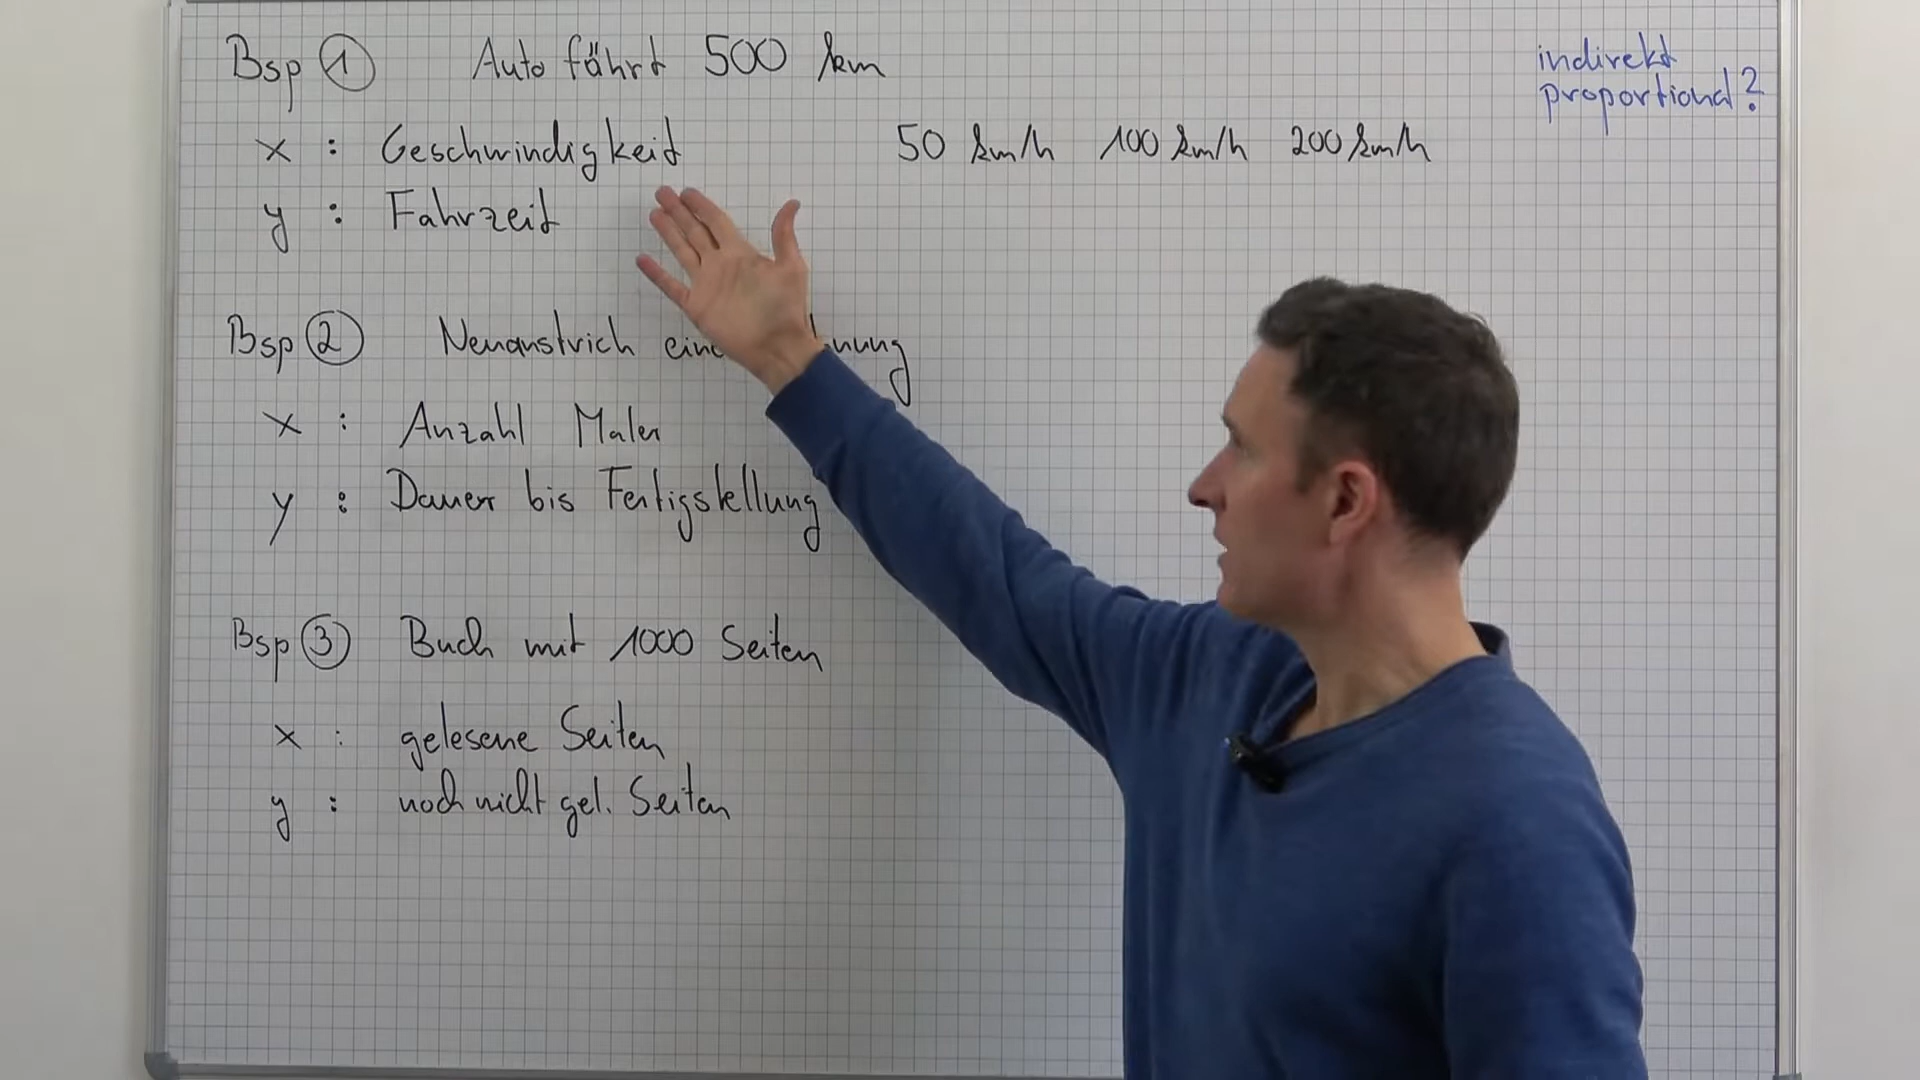 Bsp 1 Auto fährt 500 km
indirekt
proportional?
x : Geschwindigkeit 50 km/h 100 km/h 200 km/h
y : Fahrzeit
Bsp 2 Neuanstrich
x : Anzahl Maler
y : Dauer bis Fertigstellung
Bsp 3 Buch mit 1000 Seiten
x : gelesene Seiten
y : noch nicht gel. Seiten